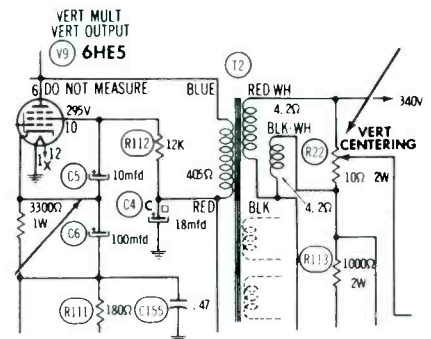 VERT MULT
VERT OUTPUT
V9 6HE5
T2
6 DO NOT MEASURE BLUE RED-WH
4.2Ω 340V
295V
10
BLK-WH
VERT
CENTERING
R112 12K
R22
1 X 12
C5 10mfd
405Ω
10Ω 2W
3300Ω
1W
C4 C RED BLK 4.2Ω
18mfd
C6 100mfd
R113 1000Ω
2W
R111 180Ω C155 .47